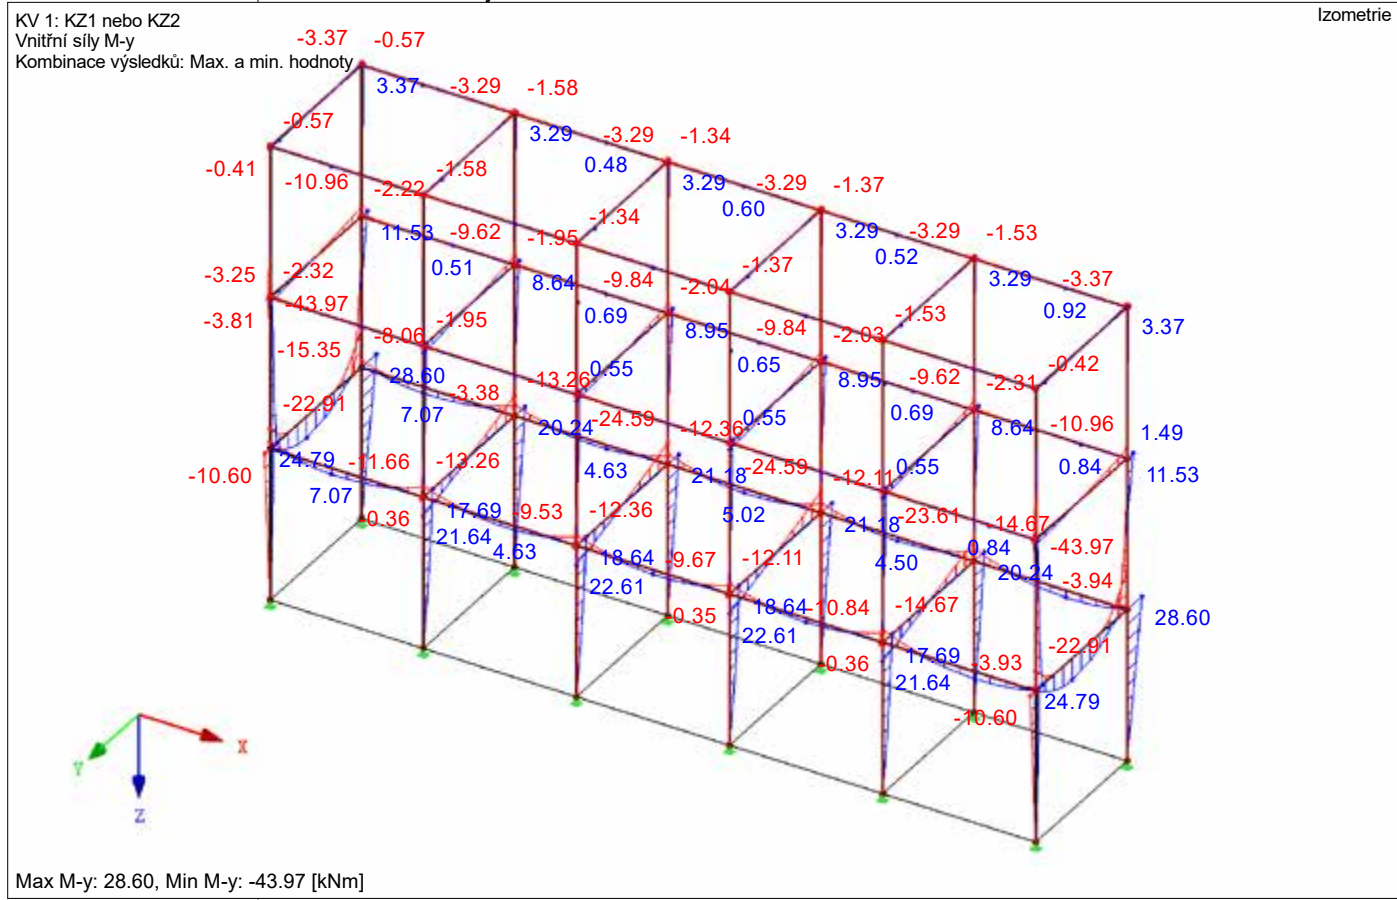 KV 1: KZ1 nebo KZ2
Izometrie
Vnitřní síly M-y
Kombinace výsledků: Max. a min. hodnoty
-3.37 -0.57
3.37 -3.29 -1.58
-0.57 3.29 -3.29 -1.34
-0.41 -10.96 -2.22 -1.58 0.48 3.29 -3.29 -1.37
-1.34 0.60 3.29 -3.29 -1.53
11.53 -9.62 -1.95 0.52 3.29 -3.37
-3.25 -2.32 0.51 8.64 -9.84 -2.04 -1.37 0.92 3.37
-43.97 -1.95 0.69 8.95 -9.84 -2.03 -1.53
-3.81 -8.06
-15.35 28.60 -3.38 -13.26 0.55 0.65 8.95 -9.62 -2.31 -0.42
-22.91 7.07 20.24 -24.59 -12.36 0.55 0.69 8.64 -10.96 1.49
24.79 -11.66 -13.26 4.63 21.18 -24.59 -12.11 0.55 0.84 11.53
-10.60 7.07
0.36 17.69 -9.53 -12.36 5.02 21.18 -23.61 -14.67 -43.97
21.64 4.63 18.64 -9.67 -12.11 4.50 0.84 20.24 -3.94
22.61 0.35 18.64 -10.84 -14.67 28.60
22.61 0.36 17.69 -3.93 -22.91
21.64 24.79
-10.60
X
Y
Z
Max M-y: 28.60, Min M-y: -43.97 [kNm]